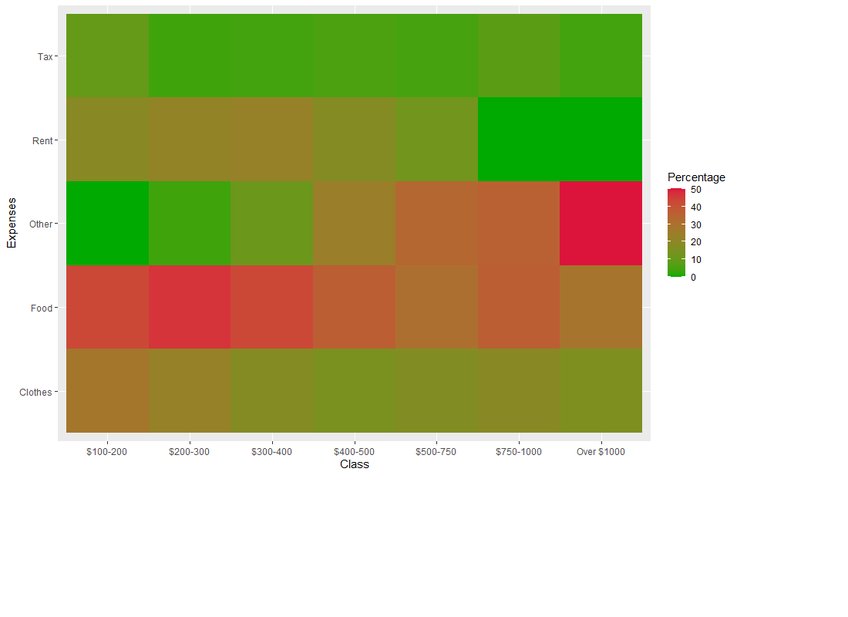 Tax
Rent
Other
Food
Clothes
Expenses
$100-200 $200-300 $300-400 $400-500 $500-750 $750-1000 Over $1000
Class
Percentage
50
40
30
20
10
0